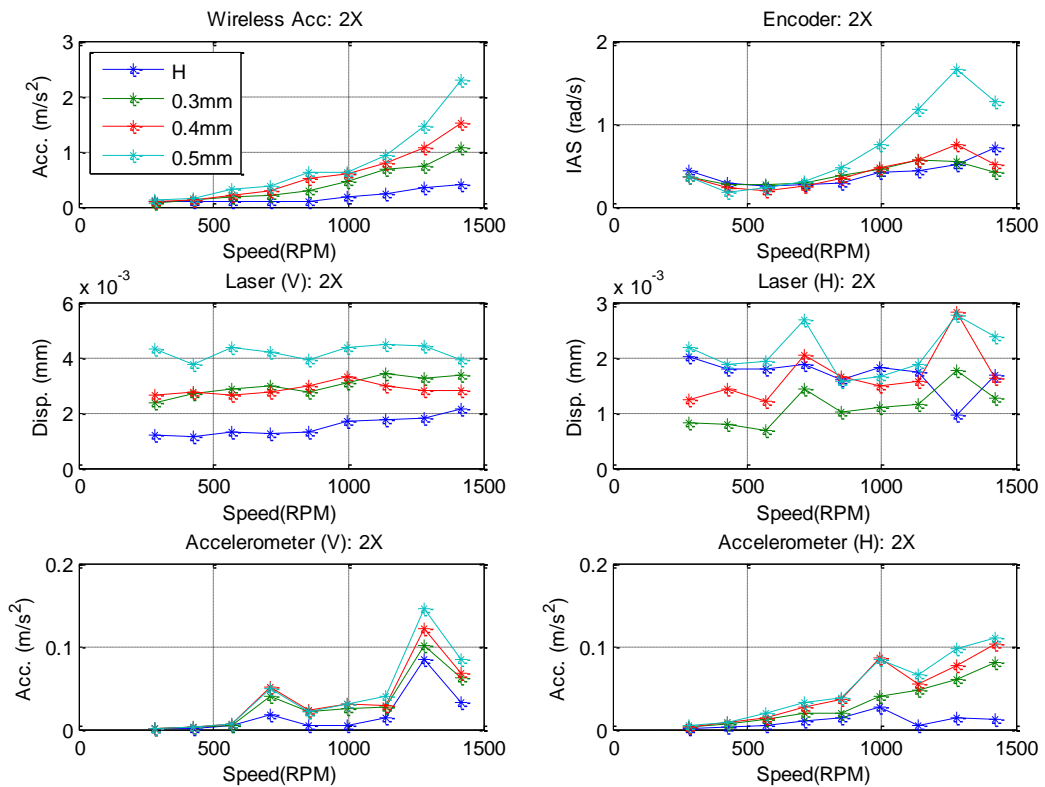 Wireless Acc: 2X
3
2
1
0
Acc. (m/s²)
H
0.3mm
0.4mm
0.5mm
0 500 1000 1500
Speed(RPM)
Encoder: 2X
2
1
0
IAS (rad/s)
0 500 1000 1500
Speed(RPM)
x 10⁻³
Laser (V): 2X
6
4
2
0
Disp. (mm)
0 500 1000 1500
Speed(RPM)
x 10⁻³
Laser (H): 2X
3
2
1
0
Disp. (mm)
0 500 1000 1500
Speed(RPM)
Accelerometer (V): 2X
0.2
0.1
0
Acc. (m/s²)
0 500 1000 1500
Speed(RPM)
Accelerometer (H): 2X
0.2
0.1
0
Acc. (m/s²)
0 500 1000 1500
Speed(RPM)